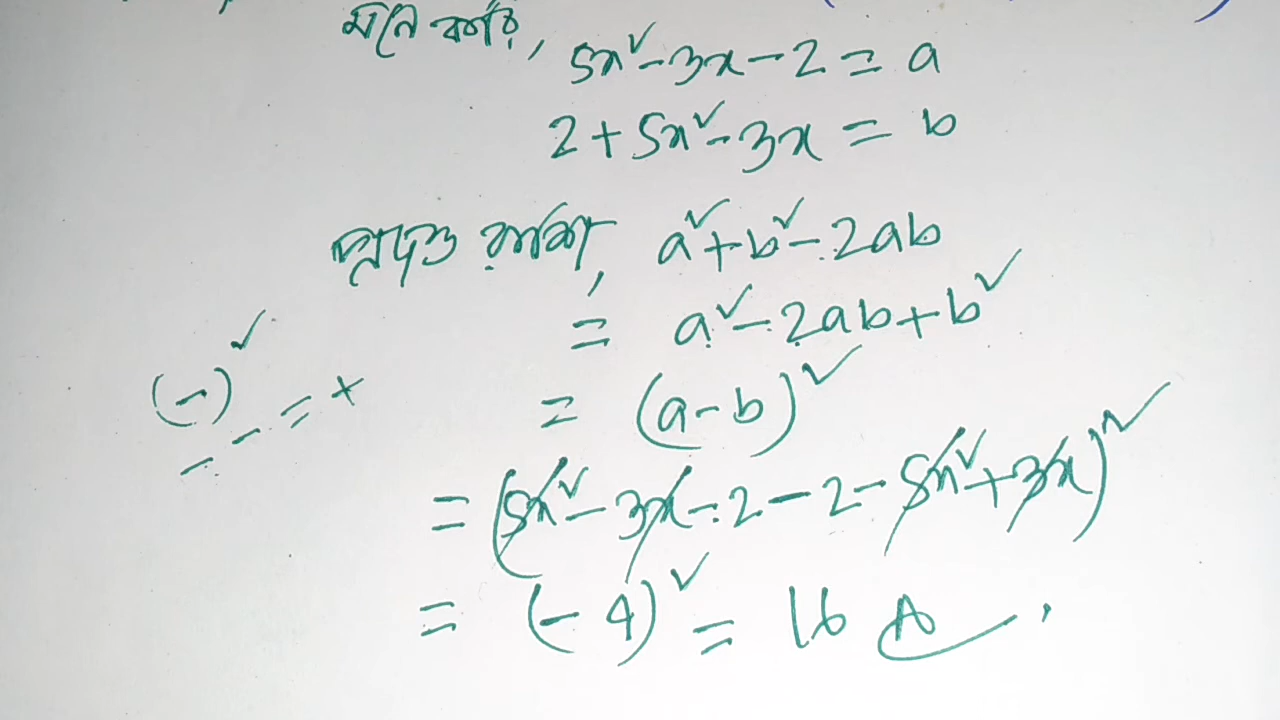 মনে করি, 5x² - 3x - 2 = a
2 + 5x² - 3x = b
প্রদত্ত রাশি, a² + b² - 2ab
= a² - 2ab + b²
(-)² = +
- -
= (a - b)²
= (5x² - 3x - 2 - 2 - 5x² + 3x)²
= (-4)² = 16 A